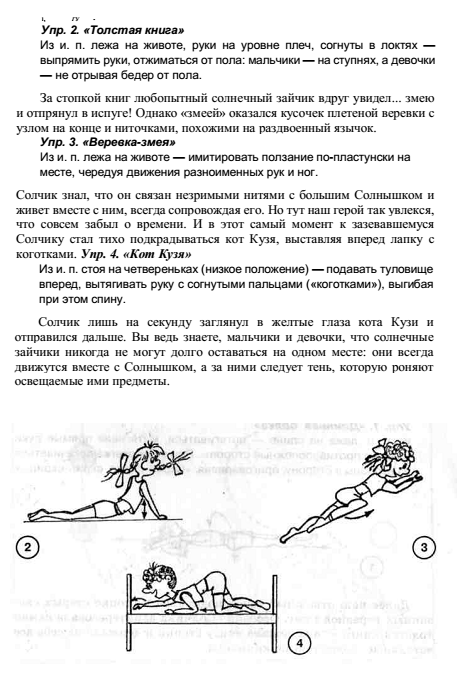 Упр. 2. «Толстая книга»
Из и. п. лежа на животе, руки на уровне плеч, согнуты в локтях —
выпрямить руки, отжиматься от пола: мальчики — на ступнях, а девочки
— не отрывая бедер от пола.
За стопкой книг любопытный солнечный зайчик вдруг увидел... змею
и отпрянул в испуге! Однако «змеей» оказался кусочек плетеной веревки с
узлом на конце и ниточками, похожими на раздвоенный язычок.
Упр. 3. «Веревка-змея»
Из и. п. лежа на животе — имитировать ползание по-пластунски на
месте, чередуя движения разноименных рук и ног.
Солчик знал, что он связан незримыми нитями с большим Солнышком и
живет вместе с ним, всегда сопровождая его. Но тут наш герой так увлекся,
что совсем забыл о времени. И в этот самый момент к зазевавшемуся
Солчику стал тихо подкрадываться кот Кузя, выставляя вперед лапку с
коготками. Упр. 4. «Кот Кузя»
Из и. п. стоя на четвереньках (низкое положение) — подавать туловище
вперед, вытягивать руку с согнутыми пальцами («коготками»), выгибая
при этом спину.
Солчик лишь на секунду заглянул в желтые глаза кота Кузи и
отправился дальше. Вы ведь знаете, мальчики и девочки, что солнечные
зайчики никогда не могут долго оставаться на одном месте: они всегда
движутся вместе с Солнышком, а за ними следует тень, которую роняют
освещаемые ими предметы.
2
3
4